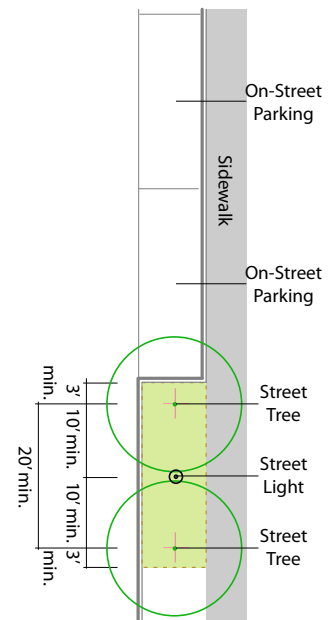 On-Street
Parking
Sidewalk
On-Street
Parking
Street
Tree
Street
Light
Street
Tree
3’
min.
10’ min.
20’ min.
10’ min.
3’
min.